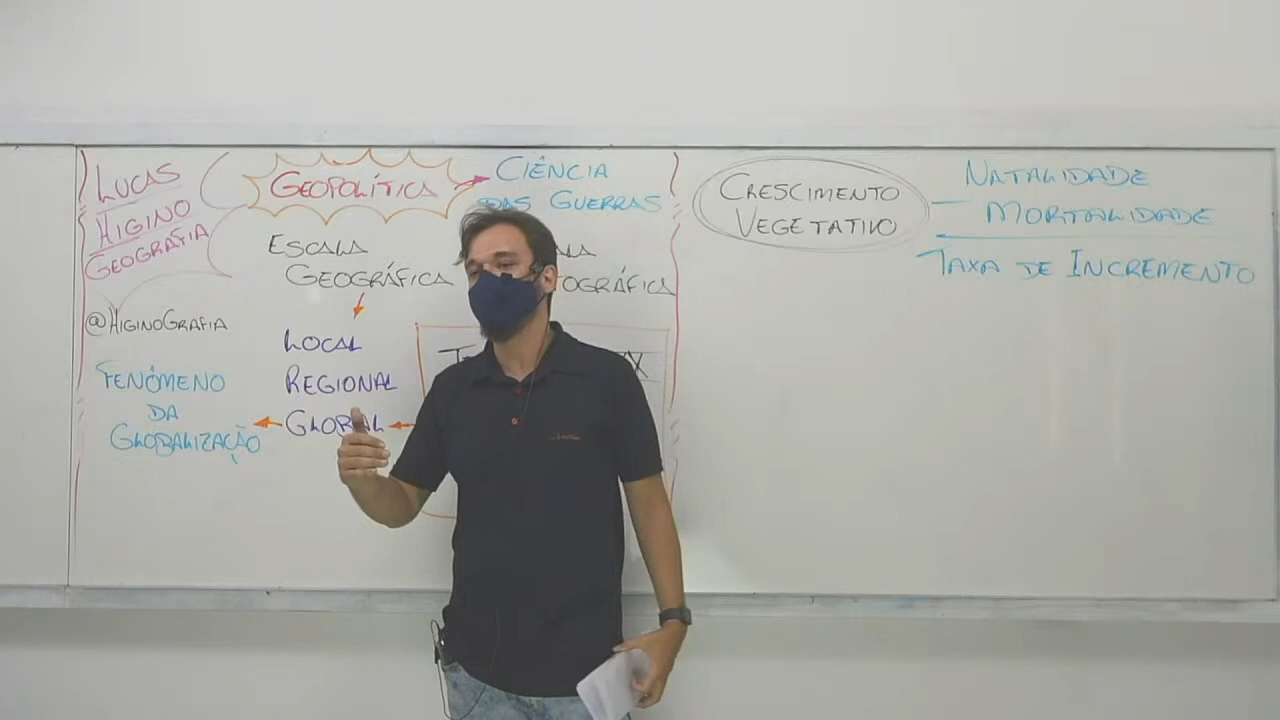 LUCAS
HIGINO
GEOGRAFIA
@HIGINOGRAFIA
FENÔMENO
DA
GLOBALIZAÇÃO
GEOPOLÍTICA
CIÊNCIA
DAS GUERRAS
ESCALA
GEOGRÁFICA
LOCAL
REGIONAL
GLOBAL
CRESCIMENTO
VEGETATIVO
NATALIDADE
— MORTALIDADE
TAXA DE INCREMENTO